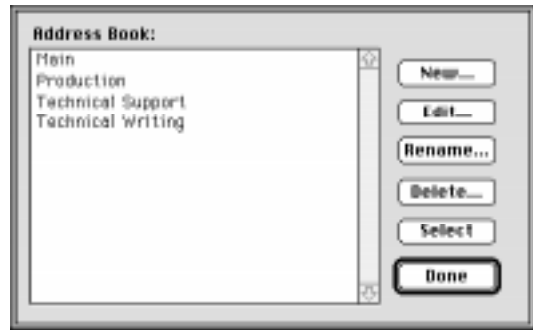 Address Book:
Main
Production
Technical Support
Technical Writing
New...
Edit...
Rename...
Delete...
Select
Done